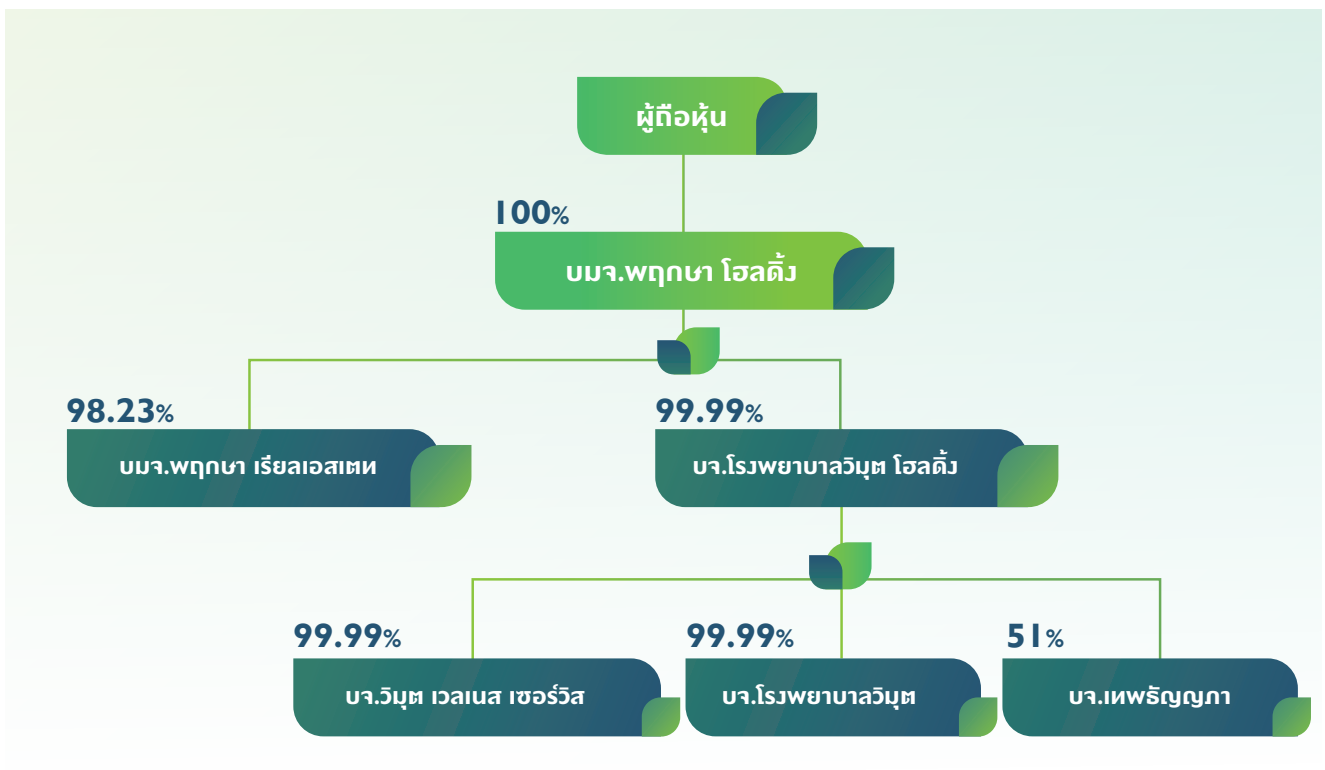 ผู้ถือหุ้น
100%
บมจ.พฤกษา โฮลดิ้ง
98.23%
99.99%
บมจ.พฤกษา เรียลเอสเตท
บจ.โรงพยาบาลวิมุต โฮลดิ้ง
99.99%
99.99%
51%
บจ.วิมุต เวลเนส เซอร์วิส
บจ.โรงพยาบาลวิมุต
บจ.เทพธัญญภา